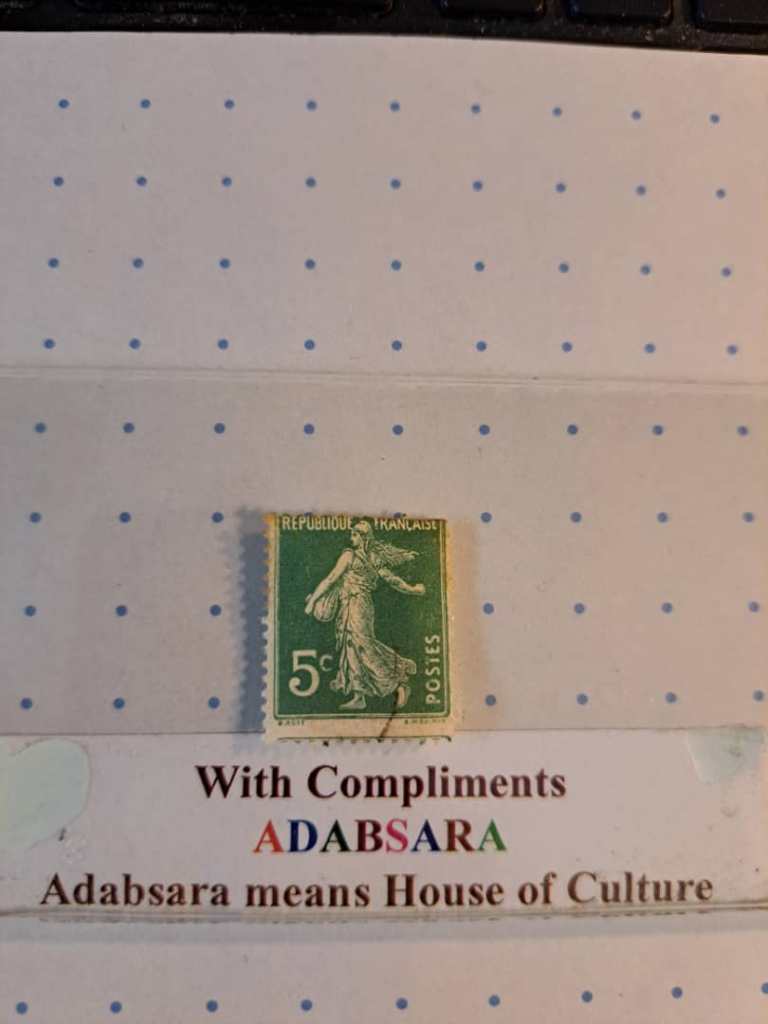 REPUBLIQUE FRANCAISE
5c
POSTES
With Compliments
ADABSARA
Adabsara means House of Culture